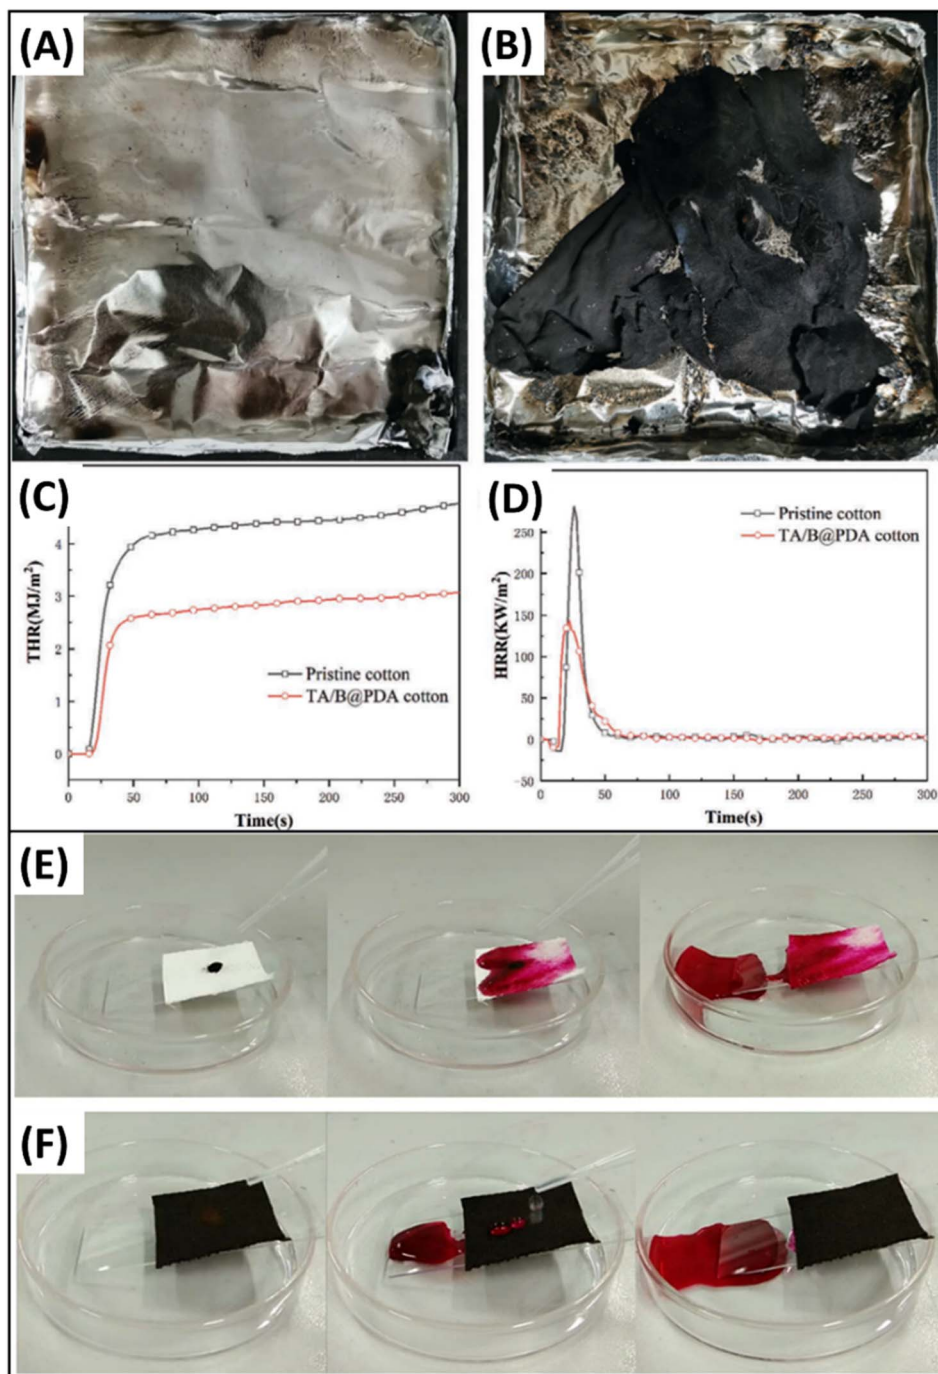 (A)
(B)
(C)
THR(MJ/m²)
4
3
2
1
0
0 50 100 150 200 250 300
Time(s)
Pristine cotton
TA/B@PDA cotton
(D)
HRR(KW/m²)
250
200
150
100
50
0
-50
0 50 100 150 200 250 300
Time(s)
Pristine cotton
TA/B@PDA cotton
(E)
(F)